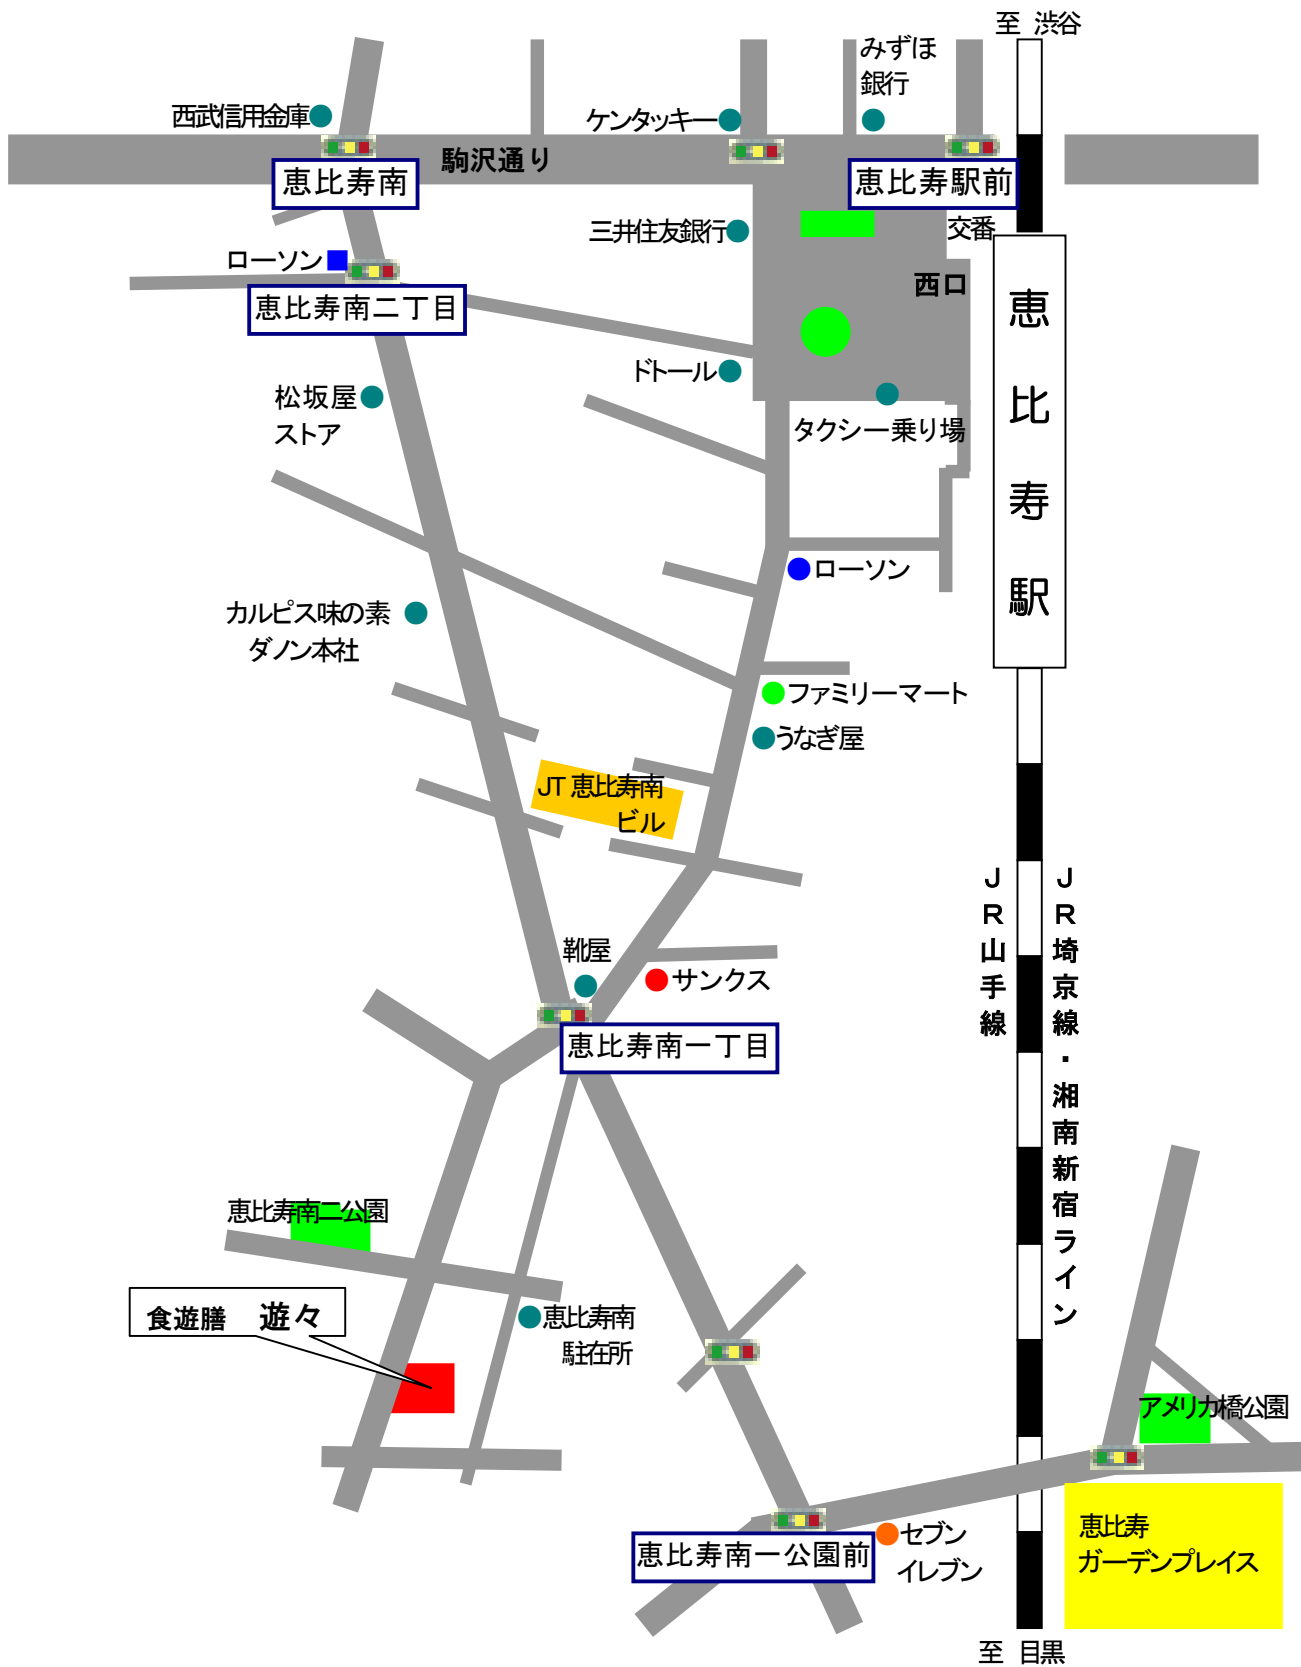 至 渋谷
みずほ
銀行
西武信用金庫
ケンタッキー
駒沢通り
恵比寿南
恵比寿駅前
三井住友銀行
交番
ローソン
西口
恵比寿南二丁目
恵比寿駅
ドトール
松坂屋
ストア
タクシー乗り場
ローソン
カルピス味の素
ダノン本社
ファミリーマート
うなぎ屋
JT 恵比寿南
ビル
JR山手線
JR埼京線・湘南新宿ライン
靴屋
サンクス
恵比寿南一丁目
恵比寿南二公園
食遊膳 遊々
恵比寿南
駐在所
アメリカ橋公園
恵比寿南一公園前
セブン
イレブン
恵比寿
ガーデンプレイス
至 目黒